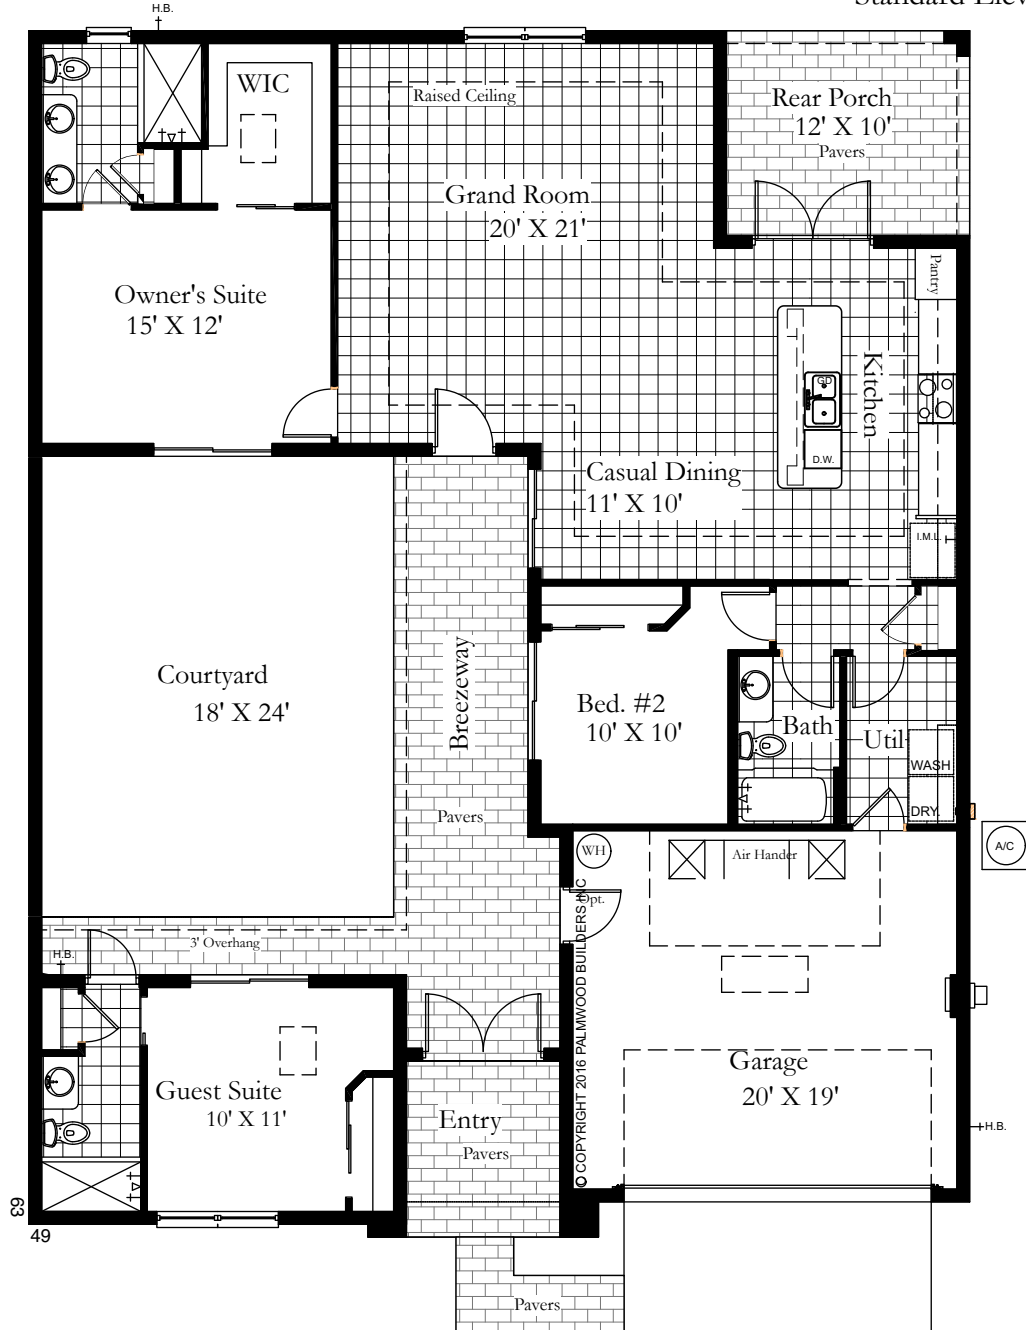 Standard Elev
H.B.
WIC
Raised Ceiling
Rear Porch
12' X 10'
Pavers
Grand Room
20' X 21'
Pantry
Owner's Suite
15' X 12'
Kitchen
GD
D.W.
Casual Dining
11' X 10'
I.M.L.
Courtyard
18' X 24'
Breezeway
Bed. #2
10' X 10'
Bath
Util
WASH
DRY.
Pavers
A/C
WH
Air Hander
Opt.
3' Overhang
H.B.
© COPYRIGHT 2016 PALMWOOD BUILDERS INC
Guest Suite
10' X 11'
Entry
Pavers
Garage
20' X 19'
H.B.
63
49
Pavers